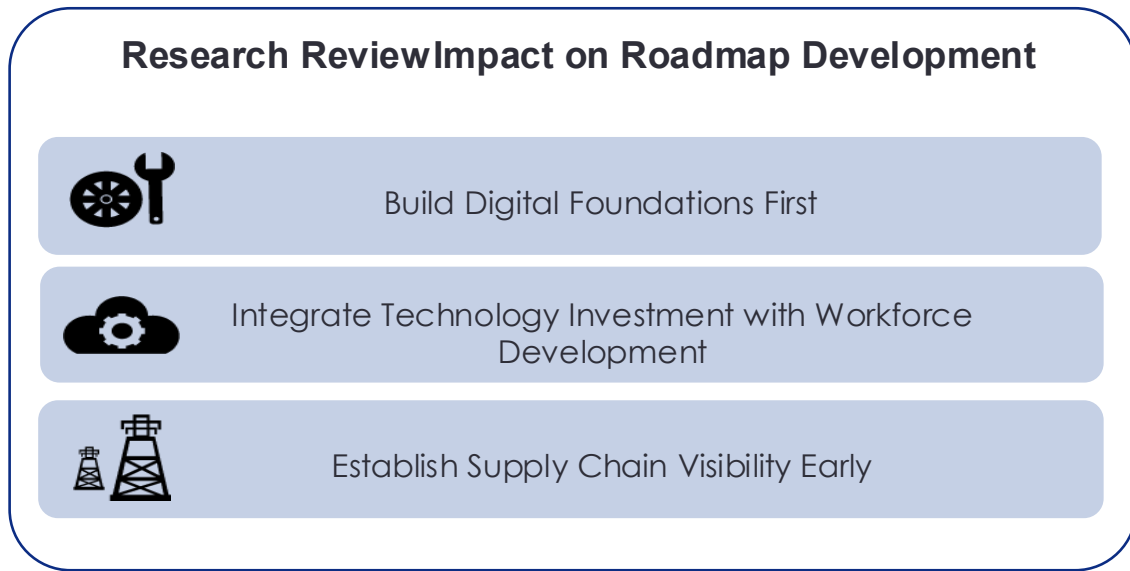 Research ReviewImpact on Roadmap Development
Build Digital Foundations First
Integrate Technology Investment with Workforce
Development
Establish Supply Chain Visibility Early